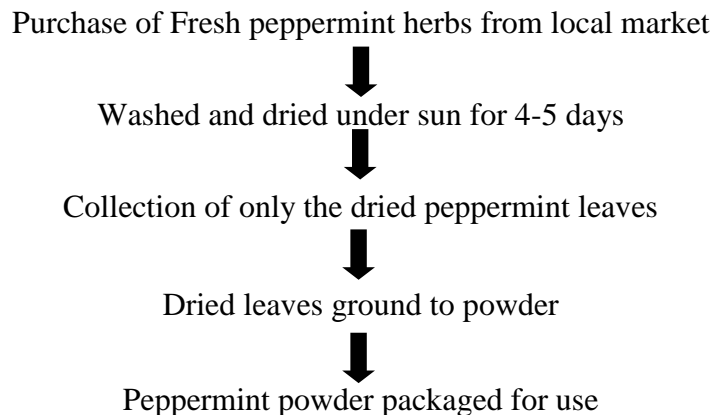 Purchase of Fresh peppermint herbs from local market
Washed and dried under sun for 4-5 days
Collection of only the dried peppermint leaves
Dried leaves ground to powder
Peppermint powder packaged for use